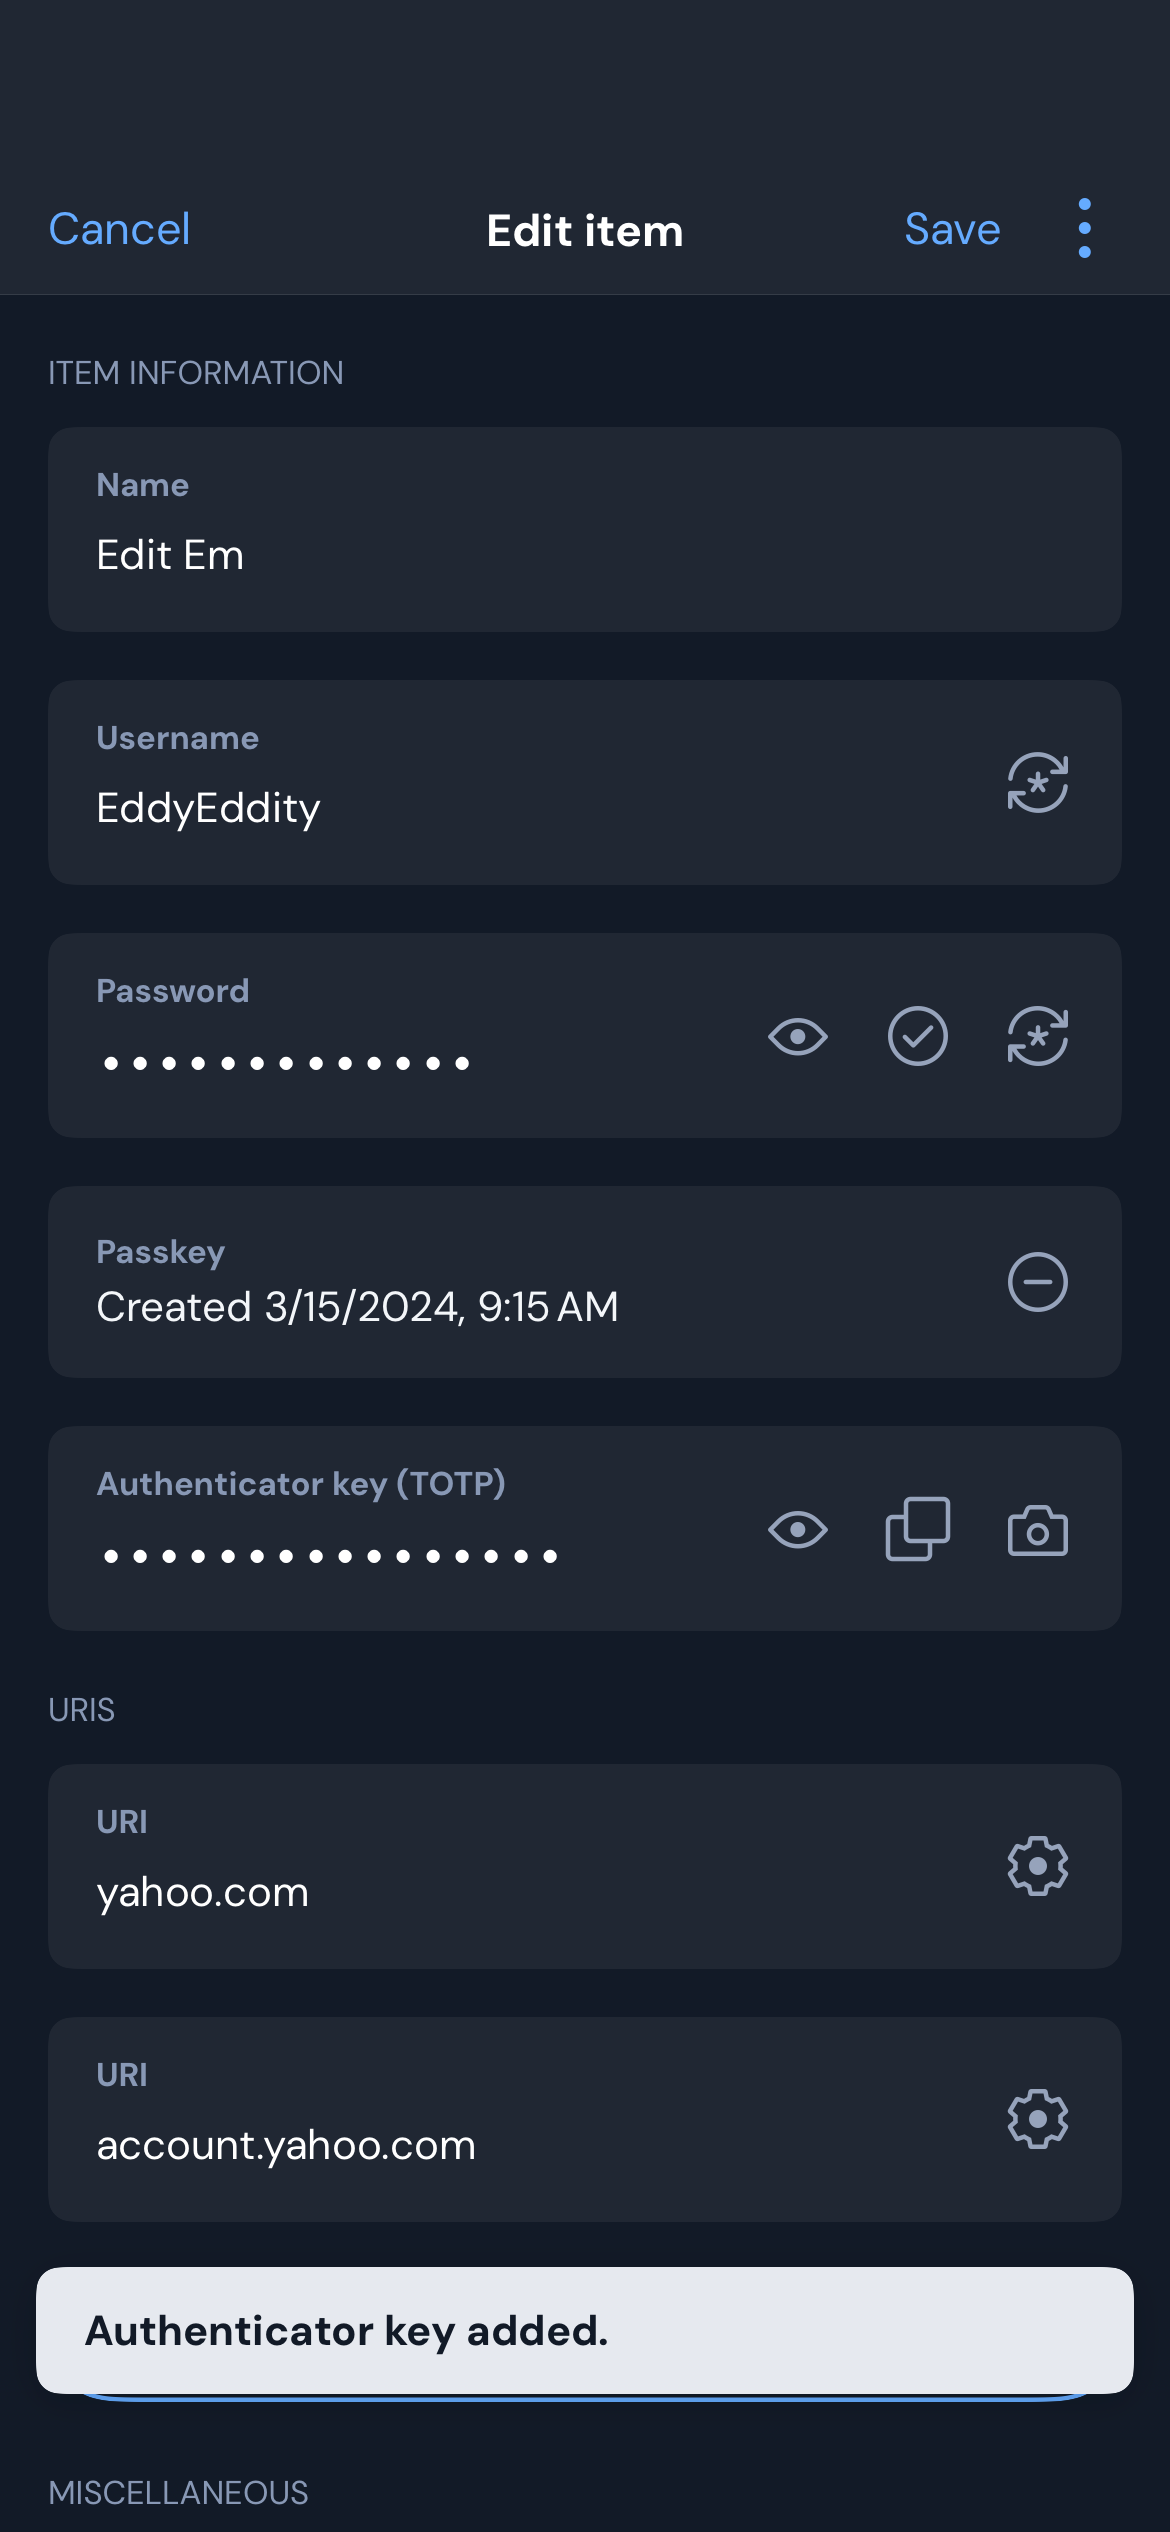 Cancel
Edit item
Save
ITEM INFORMATION
Name
Edit Em
Username
EddyEddity
Password
•••••••••••••
Passkey
Created 3/15/2024, 9:15 AM
Authenticator key (TOTP)
••••••••••••••••
URIS
URI
yahoo.com
URI
account.yahoo.com
Authenticator key added.
MISCELLANEOUS